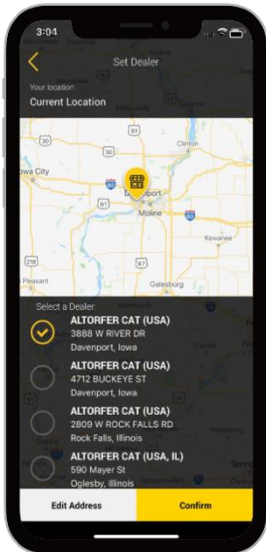 3:04
Set Dealer
Your location:
Current Location
Clinton
owa City
Moline
Kewanee
Pleasant
Galesburg
Select a Dealer:
ALTORFER CAT (USA)
3888 W RIVER DR
Davenport, Iowa
ALTORFER CAT (USA)
4712 BUCKEYE ST
Davenport, Iowa
ALTORFER CAT (USA)
2809 W ROCK FALLS RD
Rock Falls, Illinois
ALTORFER CAT (USA, IL)
590 Mayer St
Oglesby, Illinois
Edit Address
Confirm